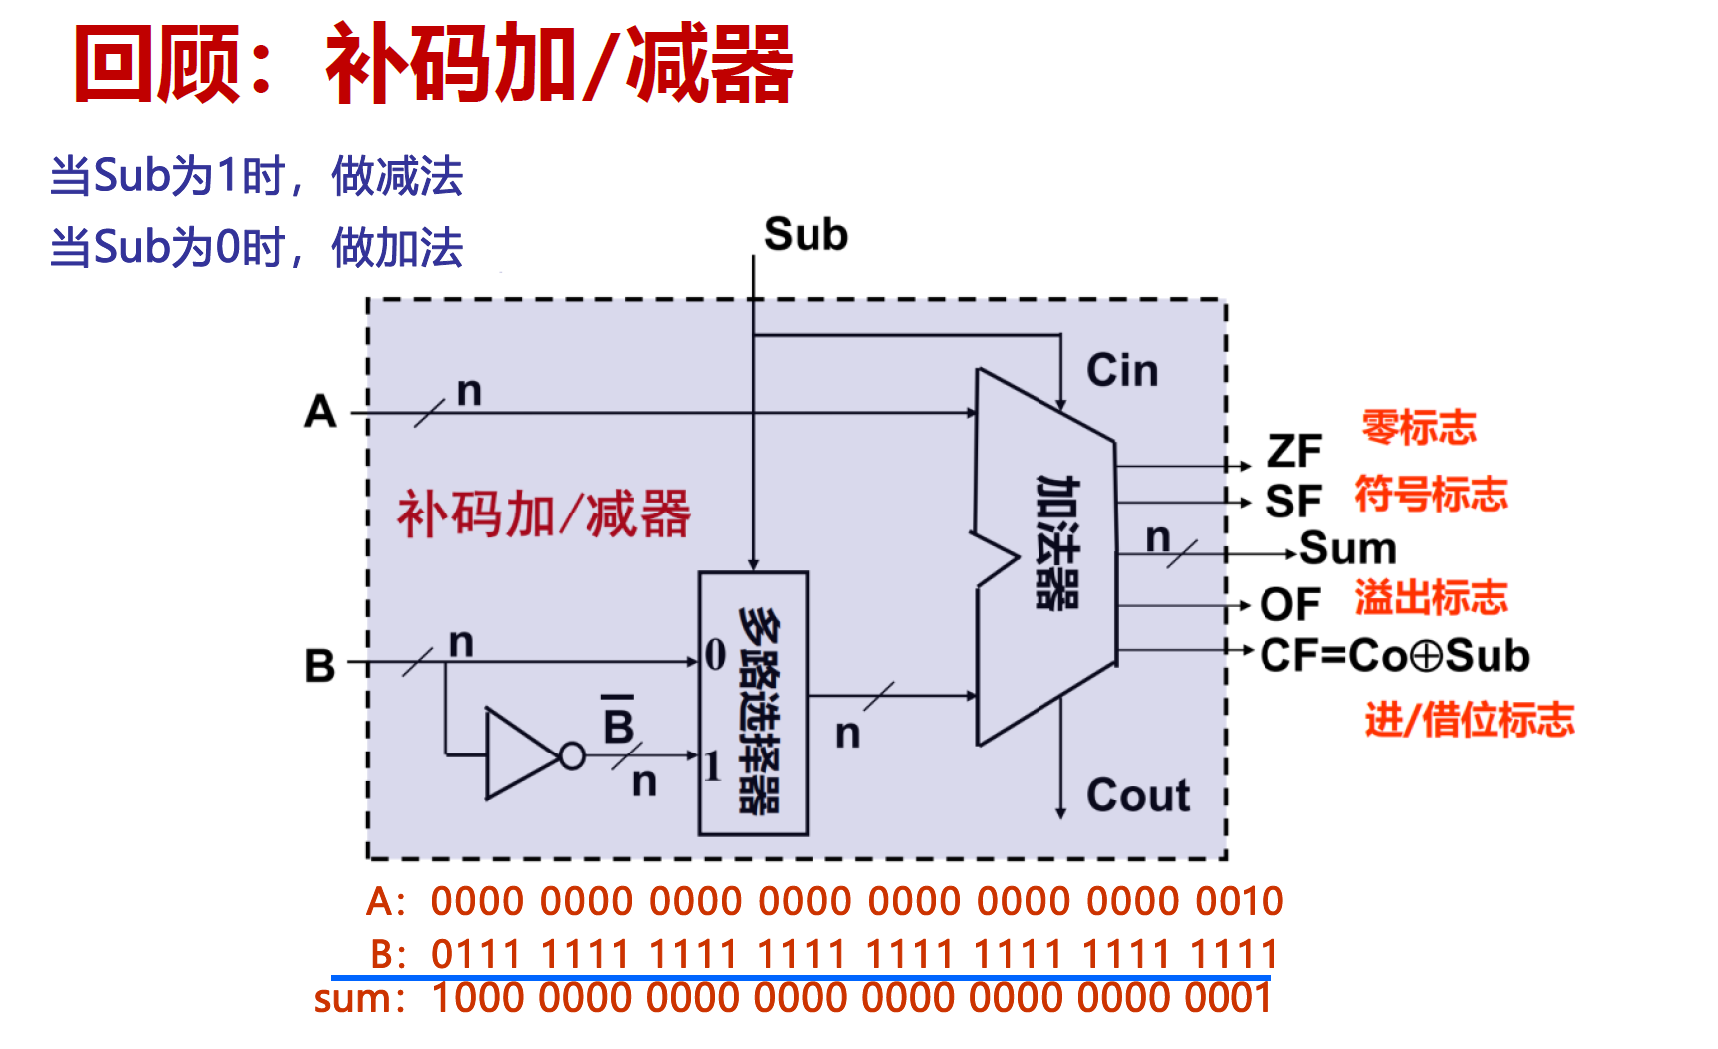 回顾：补码加/减器
当Sub为1时，做减法
当Sub为0时，做加法
Sub
Cin
A
n
ZF 零标志
SF 符号标志
补码加/减器
加法器
n
Sum
OF 溢出标志
B
n
0
多路选择器
CF=Co⊕Sub
进/借位标志
B̅
n
1
n
Cout
A: 0000 0000 0000 0000 0000 0000 0000 0010
B: 0111 1111 1111 1111 1111 1111 1111 1111
sum: 1000 0000 0000 0000 0000 0000 0000 0001